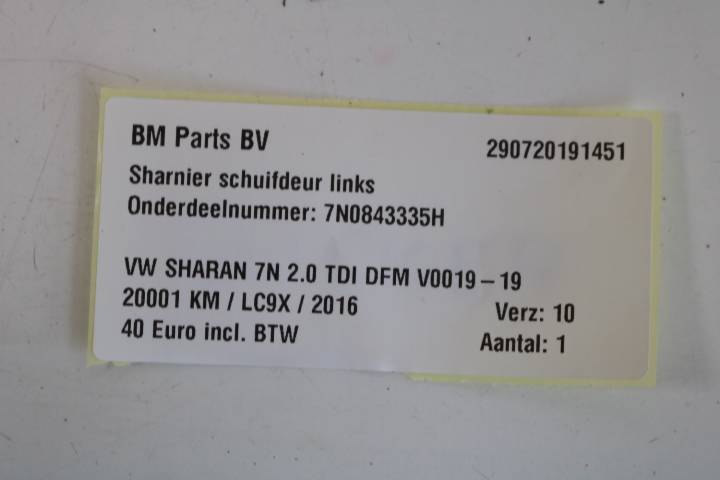 BM Parts BV
290720191451
Sharnier schuifdeur links
Onderdeelnummer: 7N0843335H
VW SHARAN 7N 2.0 TDI DFM V0019 – 19
20001 KM / LC9X / 2016
Verz: 10
40 Euro incl. BTW
Aantal: 1